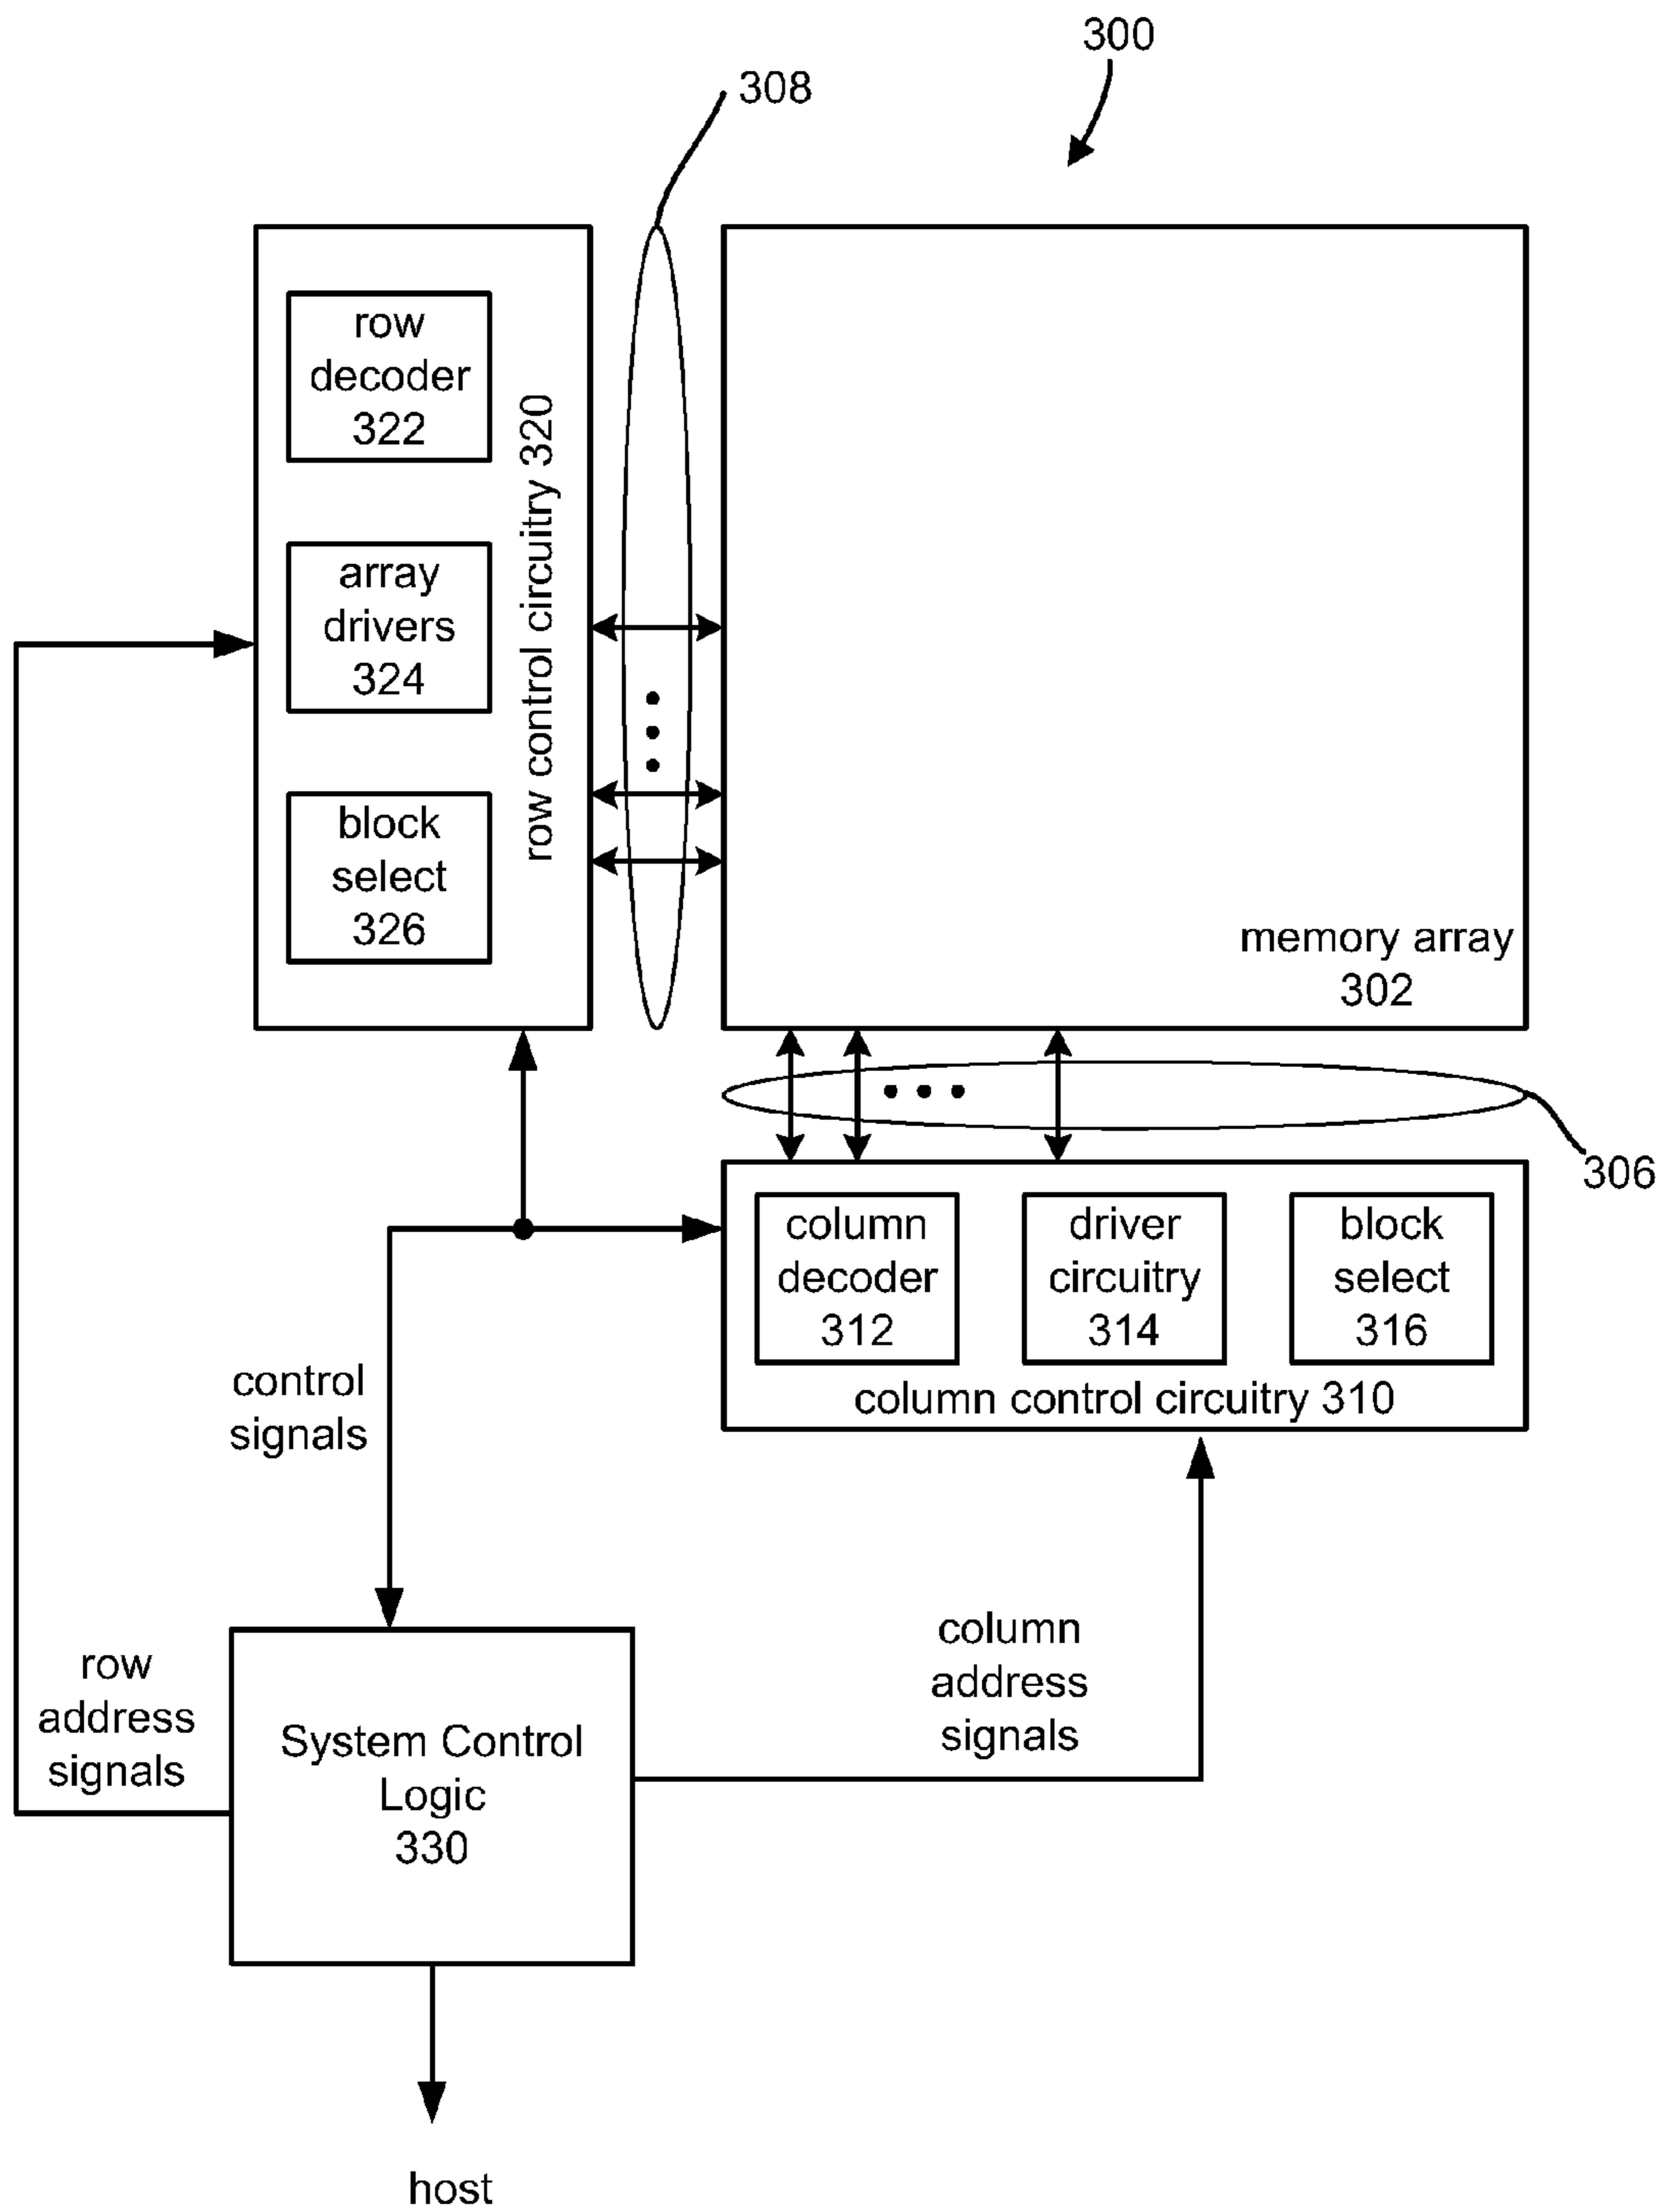 300
308
row
decoder
322
array
drivers
324
block
select
326
row control circuitry 320
memory array
302
306
column
decoder
312
driver
circuitry
314
block
select
316
column control circuitry 310
control
signals
row
address
signals
System Control
Logic
330
column
address
signals
host